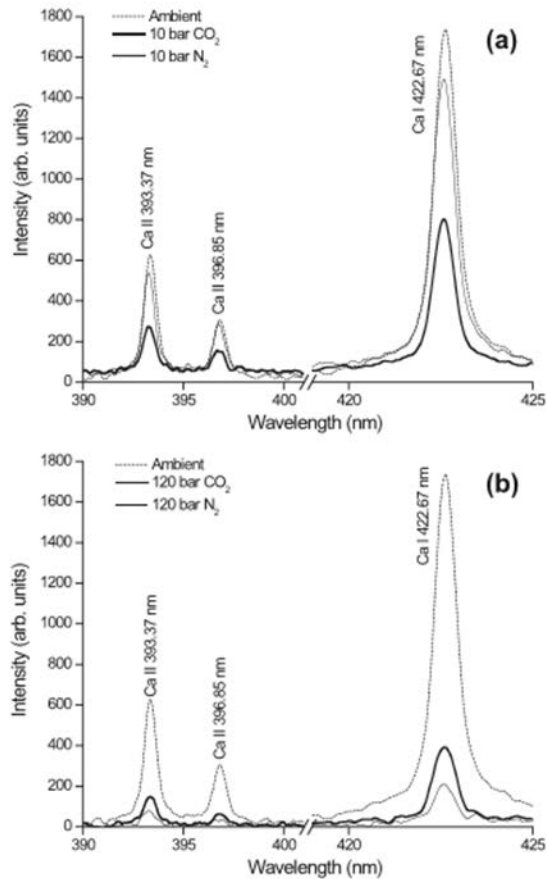 (a)
Ambient
10 bar CO₂
10 bar N₂
Intensity (arb. units)
1800
1600
1400
1200
1000
800
600
400
200
0
Ca II 393.37 nm
Ca II 396.85 nm
Ca I 422.67 nm
390 395 400 420 425
Wavelength (nm)
(b)
Ambient
120 bar CO₂
120 bar N₂
Intensity (arb. units)
1800
1600
1400
1200
1000
800
600
400
200
0
Ca II 393.37 nm
Ca II 396.85 nm
Ca I 422.67 nm
390 395 400 420 425
Wavelength (nm)